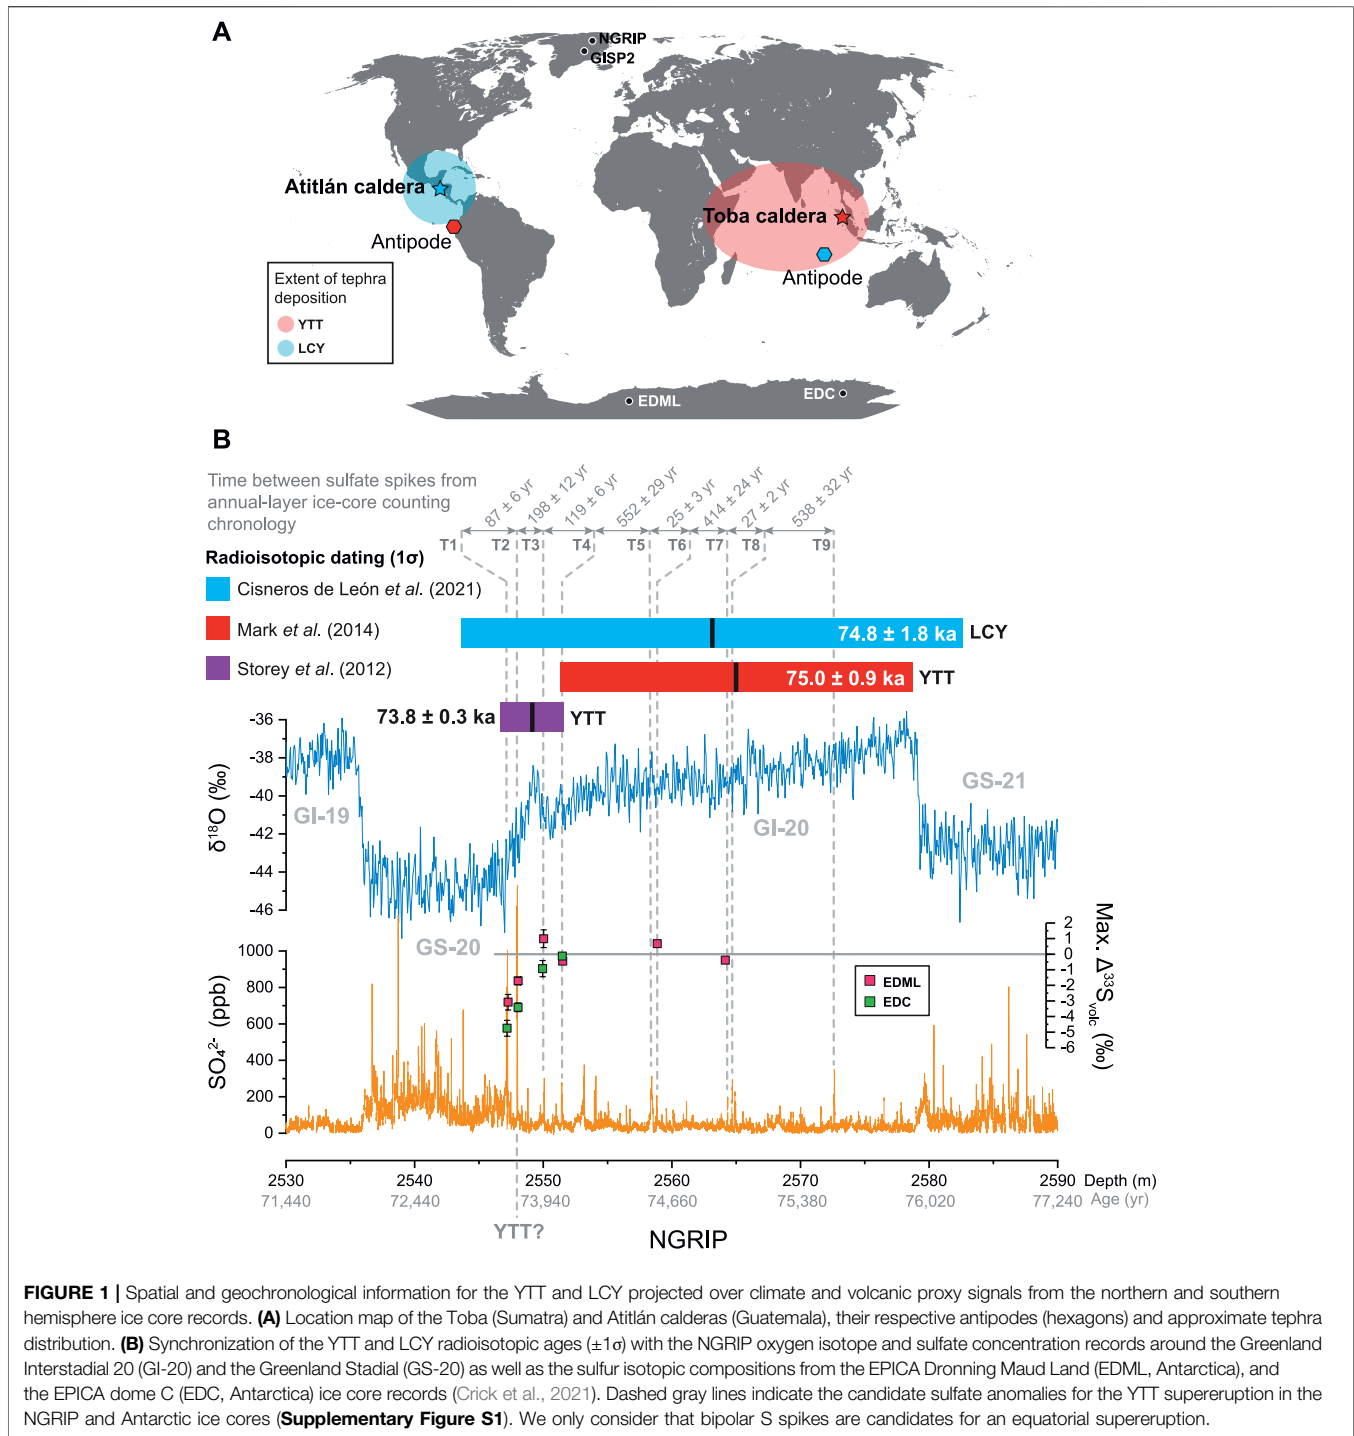 A
NGRIP
GISP2
Atitlán caldera
Toba caldera
Antipode
Antipode
Extent of tephra
deposition
YTT
LCY
EDML
EDC
B
Time between sulfate spikes from
annual-layer ice-core counting
chronology
87 ± 6 yr
198 ± 12 yr
119 ± 6 yr
552 ± 29 yr
25 ± 3 yr
414 ± 24 yr
27 ± 2 yr
538 ± 32 yr
T1 T2 T3 T4 T5 T6 T7 T8 T9
Radioisotopic dating (1σ)
Cisneros de León et al. (2021)
Mark et al. (2014)
Storey et al. (2012)
74.8 ± 1.8 ka LCY
75.0 ± 0.9 ka YTT
73.8 ± 0.3 ka YTT
-36
-38
-40
-42
-44
-46
δ¹⁸O (‰)
GI-19
GS-20
GI-20
GS-21
1000
800
600
400
200
0
SO₄²⁻ (ppb)
2
1
0
-1
-2
-3
-4
-5
-6
Max. Δ³³Svolc (‰)
EDML
EDC
2530 2540 2550 2560 2570 2580 2590 Depth (m)
71,440 72,440 73,940 74,660 75,380 76,020 77,240 Age (yr)
YTT?
NGRIP
FIGURE 1 | Spatial and geochronological information for the YTT and LCY projected over climate and volcanic proxy signals from the northern and southern
hemisphere ice core records. (A) Location map of the Toba (Sumatra) and Atitlán calderas (Guatemala), their respective antipodes (hexagons) and approximate tephra
distribution. (B) Synchronization of the YTT and LCY radioisotopic ages (±1σ) with the NGRIP oxygen isotope and sulfate concentration records around the Greenland
Interstadial 20 (GI-20) and the Greenland Stadial (GS-20) as well as the sulfur isotopic compositions from the EPICA Dronning Maud Land (EDML, Antarctica), and
the EPICA dome C (EDC, Antarctica) ice core records (Crick et al., 2021). Dashed gray lines indicate the candidate sulfate anomalies for the YTT supereruption in the
NGRIP and Antarctic ice cores (Supplementary Figure S1). We only consider that bipolar S spikes are candidates for an equatorial supereruption.